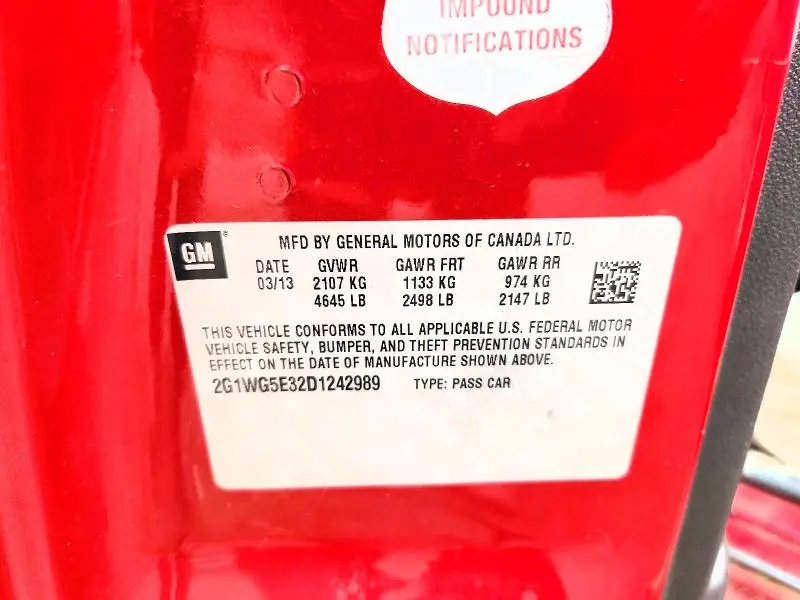 IMPOUND
NOTIFICATIONS
GM®
MFD BY GENERAL MOTORS OF CANADA LTD.
DATE GVWR GAWR FRT GAWR RR
03/13 2107 KG 1133 KG 974 KG
4645 LB 2498 LB 2147 LB
THIS VEHICLE CONFORMS TO ALL APPLICABLE U.S. FEDERAL MOTOR
VEHICLE SAFETY, BUMPER, AND THEFT PREVENTION STANDARDS IN
EFFECT ON THE DATE OF MANUFACTURE SHOWN ABOVE.
2G1WG5E32D1242989 TYPE: PASS CAR